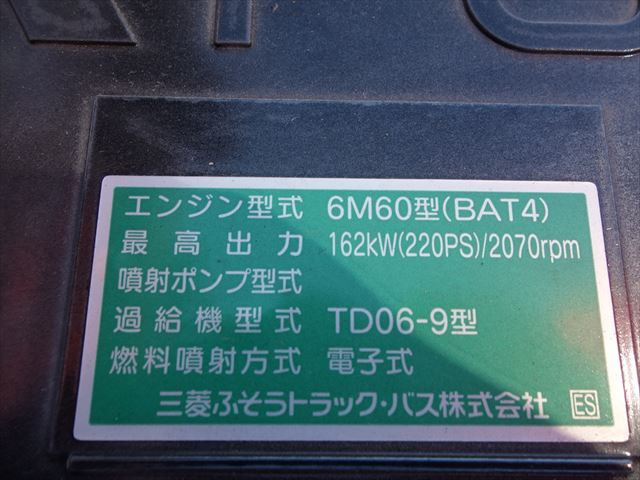 エンジン型式 6M60型(BAT4)
最高出力 162kW(220PS)/2070rpm
噴射ポンプ型式
過給機型式 TD06-9型
燃料噴射方式 電子式
三菱ふそうトラック・バス株式会社 ES